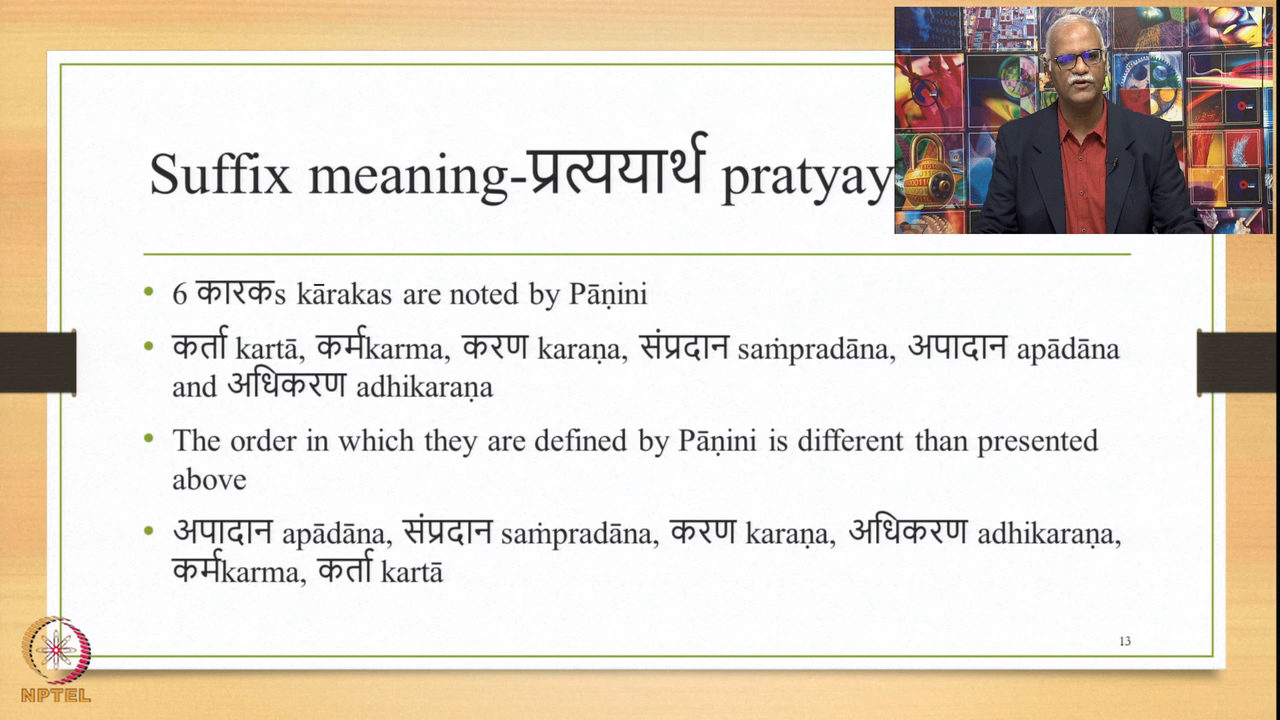 Suffix meaning-प्रत्ययार्थ pratyay
• 6 कारकs kārakas are noted by Pāṇini
• कर्ता kartā, कर्मkarma, करण karaṇa, संप्रदान saṁpradāna, अपादान apādāna
and अधिकरण adhikaraṇa
• The order in which they are defined by Pāṇini is different than presented
above
• अपादान apādāna, संप्रदान saṁpradāna, करण karaṇa, अधिकरण adhikaraṇa,
कर्मkarma, कर्ता kartā
13
NPTEL